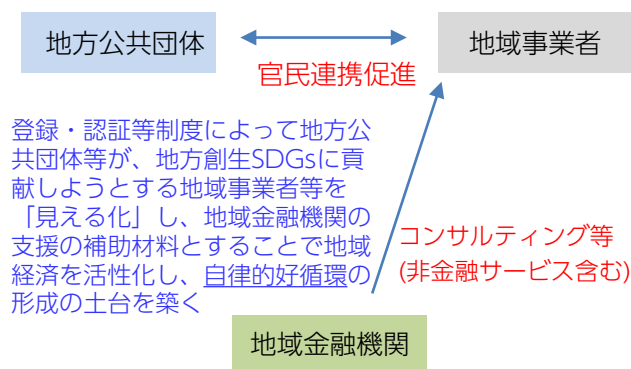 地方公共団体
地域事業者
官民連携促進
登録・認証等制度によって地方公
共団体等が、地方創生SDGsに貢
献しようとする地域事業者等を
「見える化」し、地域金融機関の
支援の補助材料とすることで地域
経済を活性化し、自律的好循環の
形成の土台を築く
コンサルティング等
(非金融サービス含む)
地域金融機関